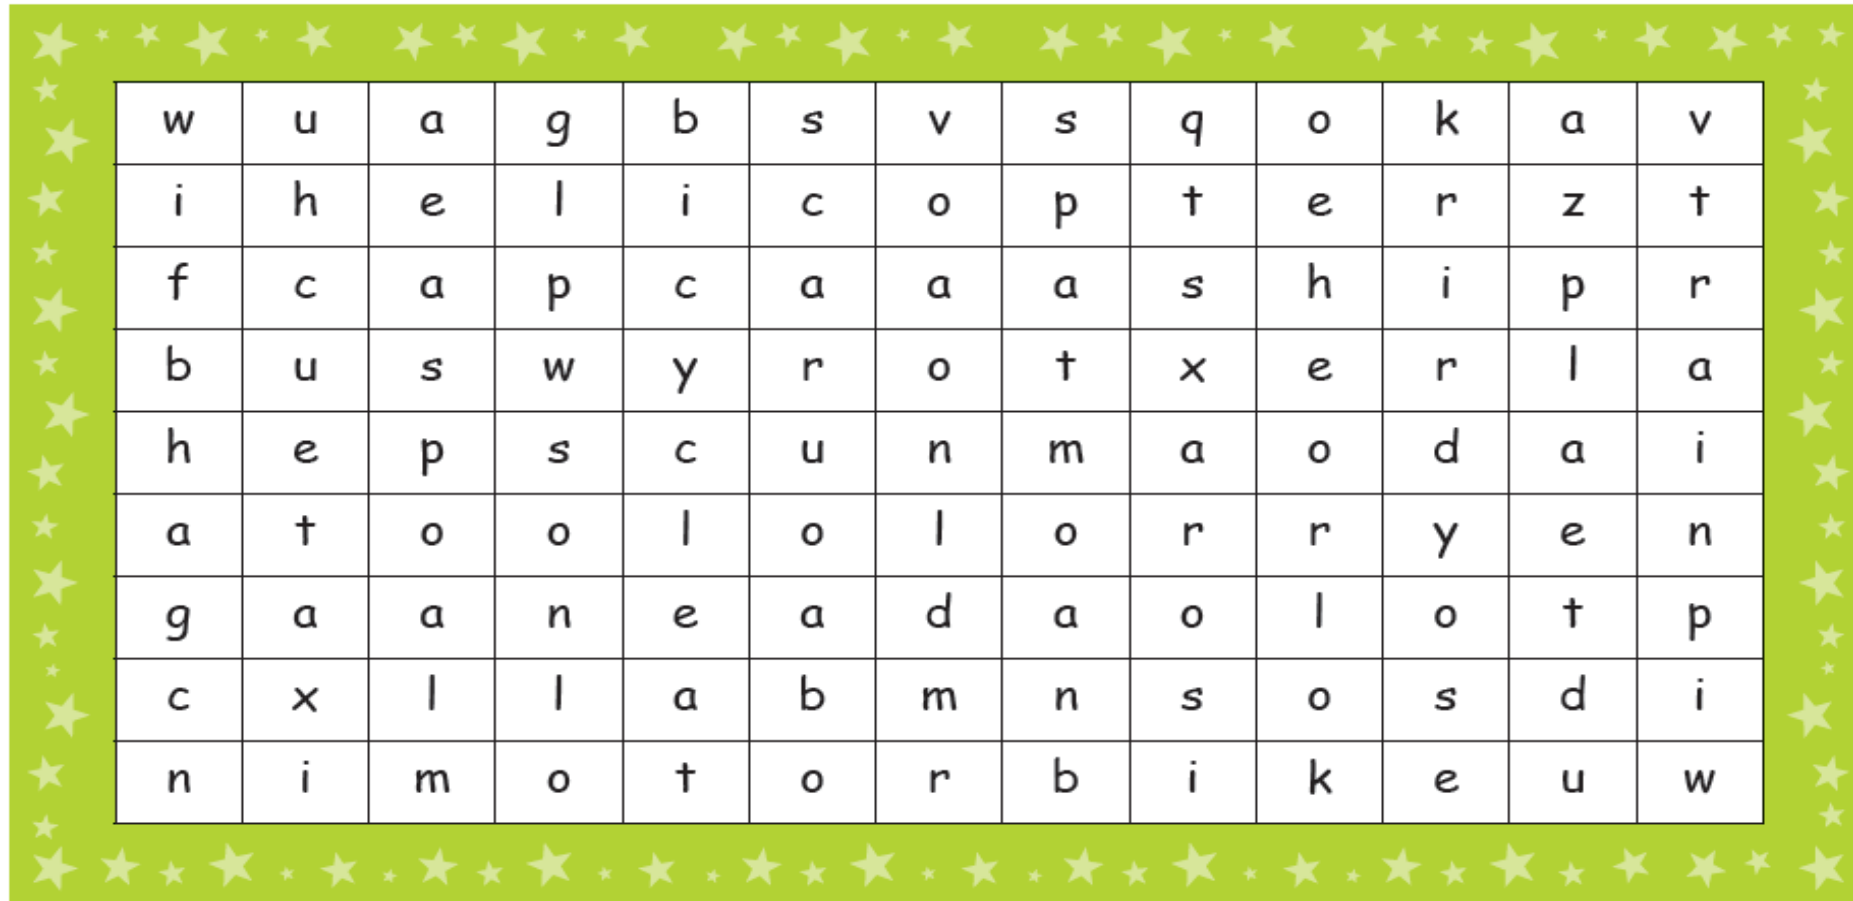 w u a g b s v s q o k a v
i h e l i c o p t e r z t
f c a p c a a a s h i p r
b u s w y r o t x e r l a
h e p s c u n m a o d a i
a t o o l o l o r r y e n
g a a n e a d a o l o t p
c x l l a b m n s o s d i
n i m o t o r b i k e u w